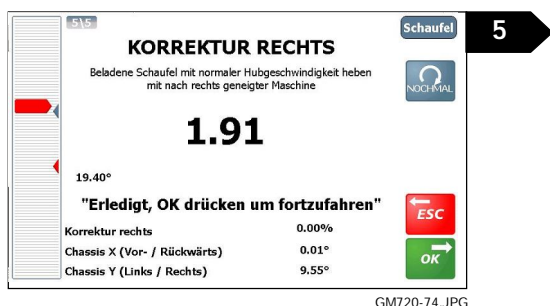 5\5
Schaufel
5
KORREKTUR RECHTS
Beladene Schaufel mit normaler Hubgeschwindigkeit heben
mit nach rechts geneigter Maschine
NOCHMAL
1.91
19.40°
"Erledigt, OK drücken um fortzufahren"
ESC
Korrektur rechts 0.00%
Chassis X (Vor- / Rückwärts) 0.01°
Chassis Y (Links / Rechts) 9.55°
OK
GM720-74.JPG